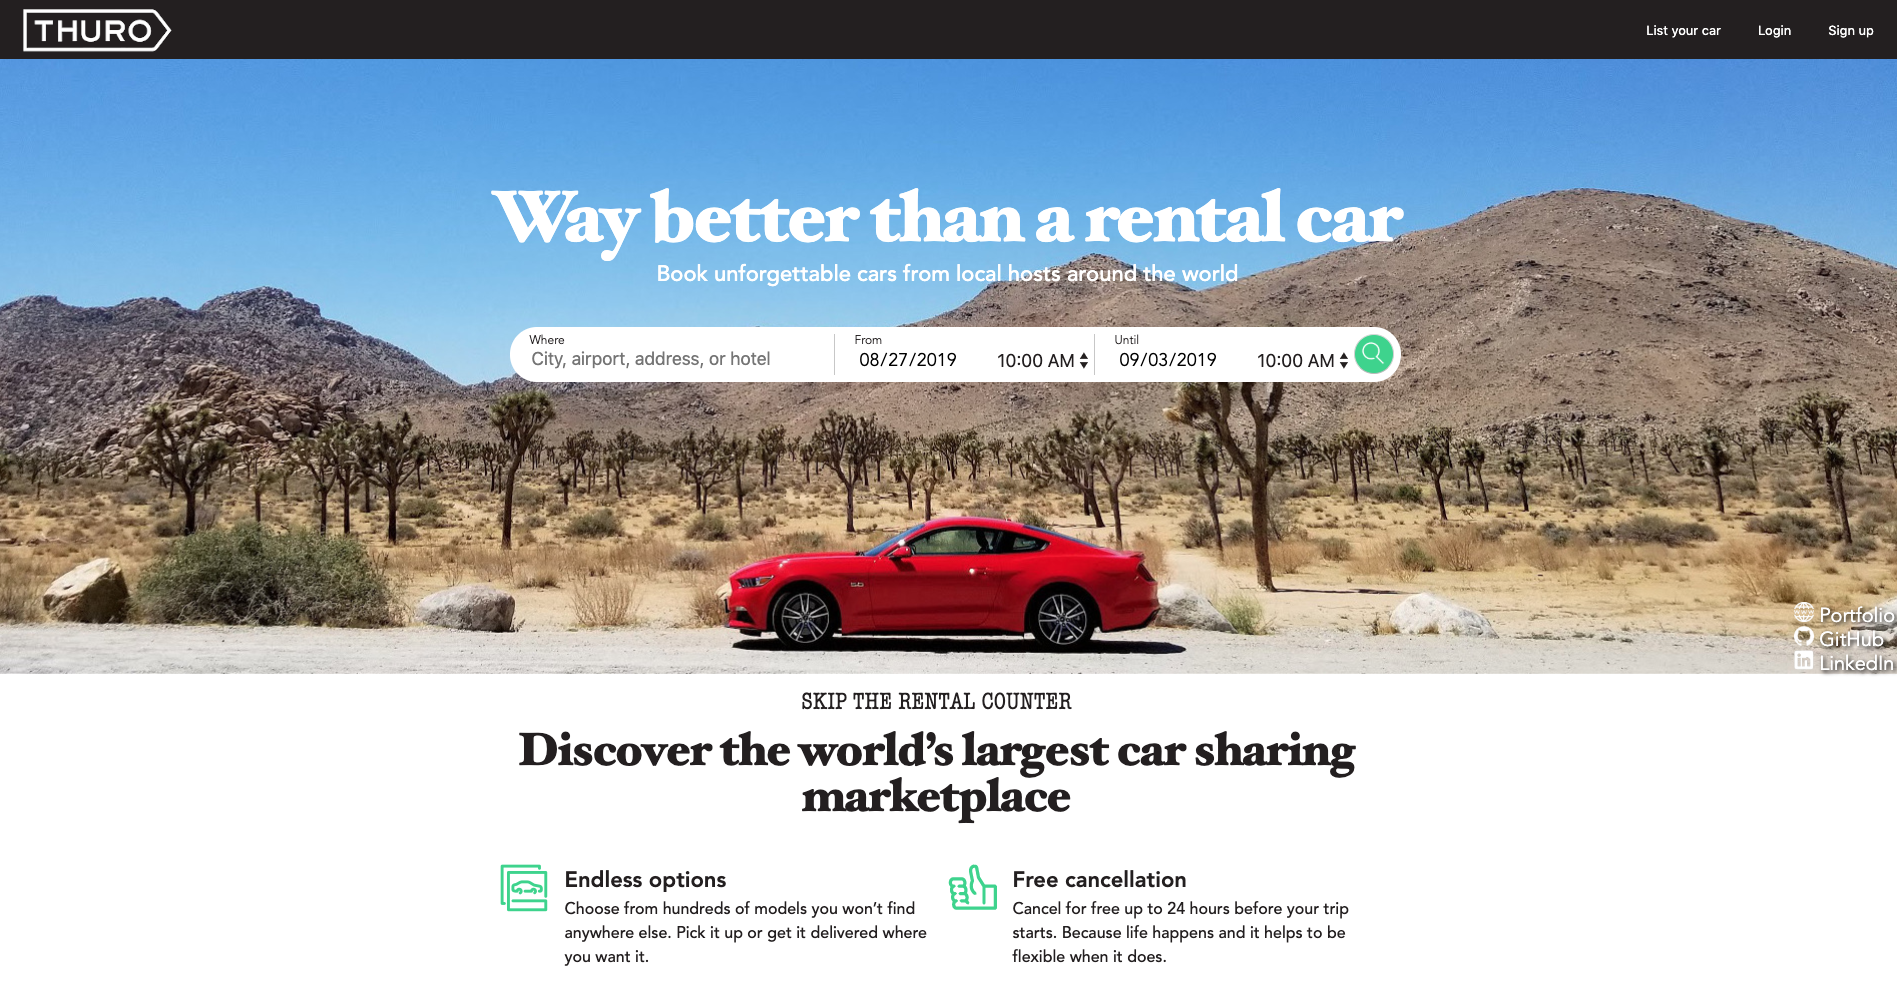 THURO
List your car Login Sign up
Way better than a rental car
Book unforgettable cars from local hosts around the world
Where From Until
City, airport, address, or hotel 08/27/2019 10:00 AM 09/03/2019 10:00 AM
Portfolio
GitHub
LinkedIn
SKIP THE RENTAL COUNTER
Discover the world’s largest car sharing
marketplace
Endless options
Choose from hundreds of models you won’t find
anywhere else. Pick it up or get it delivered where
you want it.
Free cancellation
Cancel for free up to 24 hours before your trip
starts. Because life happens and it helps to be
flexible when it does.